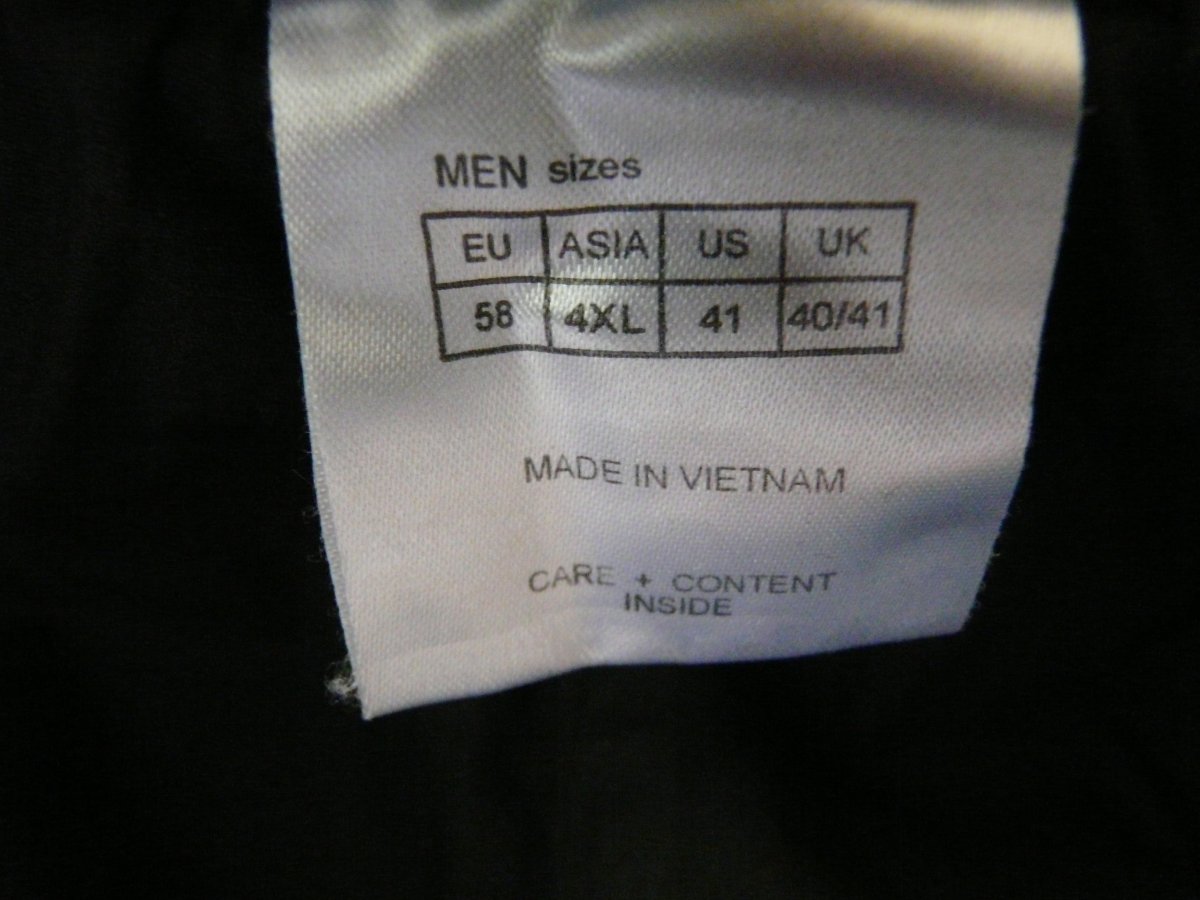 MEN sizes
EU ASIA US UK
58 4XL 41 40/41
MADE IN VIETNAM
CARE + CONTENT
INSIDE